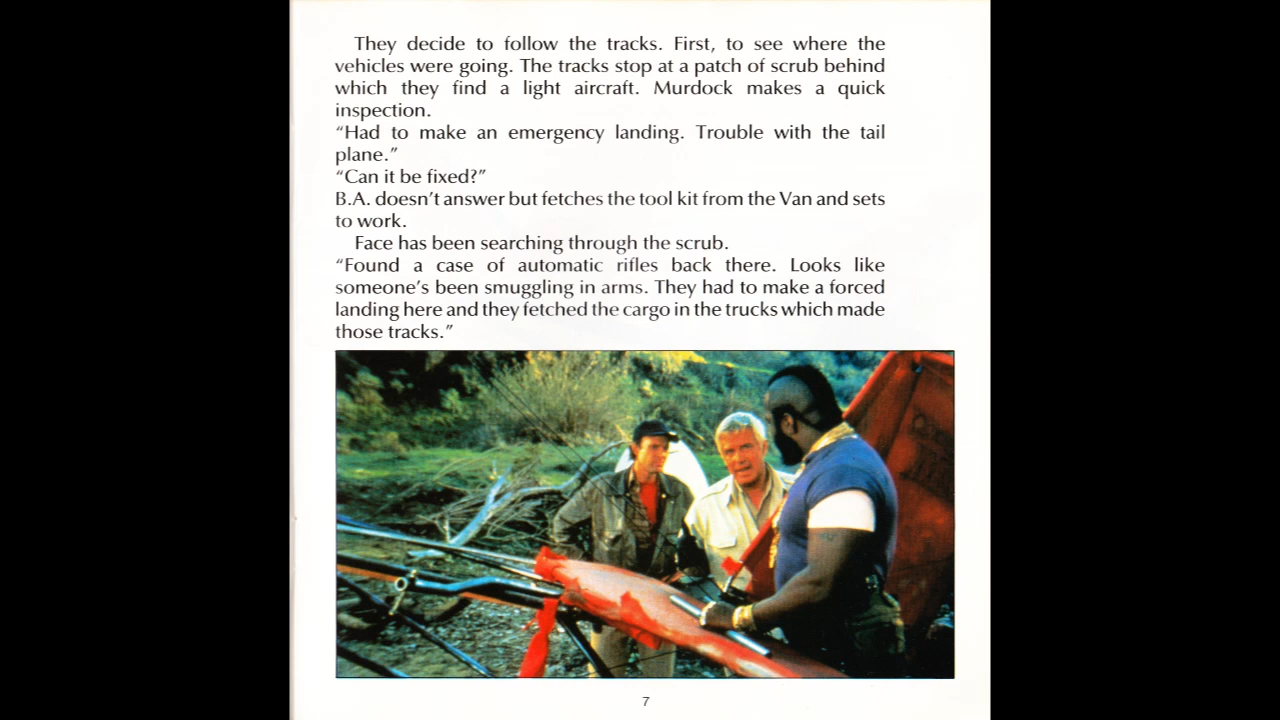 They decide to follow the tracks. First, to see where the
vehicles were going. The tracks stop at a patch of scrub behind
which they find a light aircraft. Murdock makes a quick
inspection.
“Had to make an emergency landing. Trouble with the tail
plane.”
“Can it be fixed?”
B.A. doesn’t answer but fetches the tool kit from the Van and sets
to work.
Face has been searching through the scrub.
“Found a case of automatic rifles back there. Looks like
someone’s been smuggling in arms. They had to make a forced
landing here and they fetched the cargo in the trucks which made
those tracks.”
7